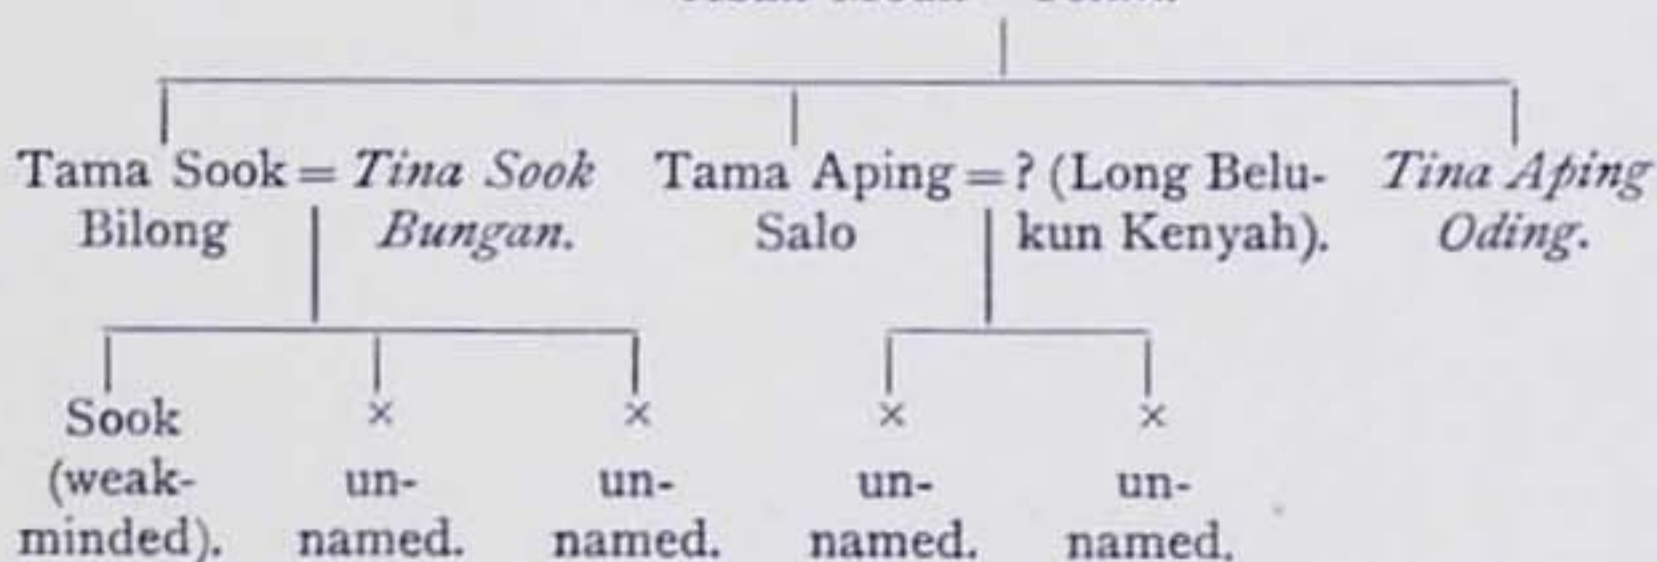 Tama Sook = Tina Sook Tama Aping = ? (Long Belu- Tina Aping
Bilong Bungan. Salo kun Kenyah). Oding.
Sook × × × ×
(weak- un- un- un- un-
minded). named. named. named. named.